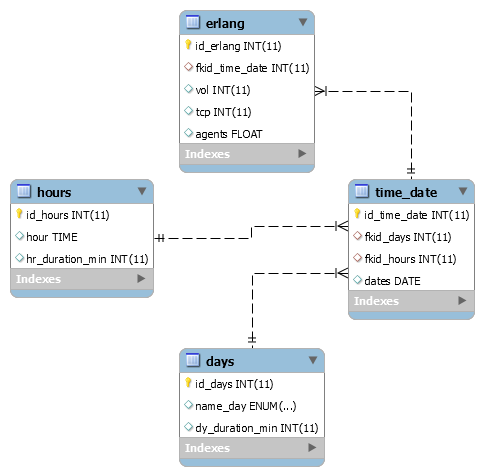 erlang
id_erlang INT(11)
fkid_time_date INT(11)
vol INT(11)
tcp INT(11)
agents FLOAT
Indexes
hours
id_hours INT(11)
hour TIME
hr_duration_min INT(11)
Indexes
time_date
id_time_date INT(11)
fkid_days INT(11)
fkid_hours INT(11)
dates DATE
Indexes
days
id_days INT(11)
name_day ENUM(...)
dy_duration_min INT(11)
Indexes